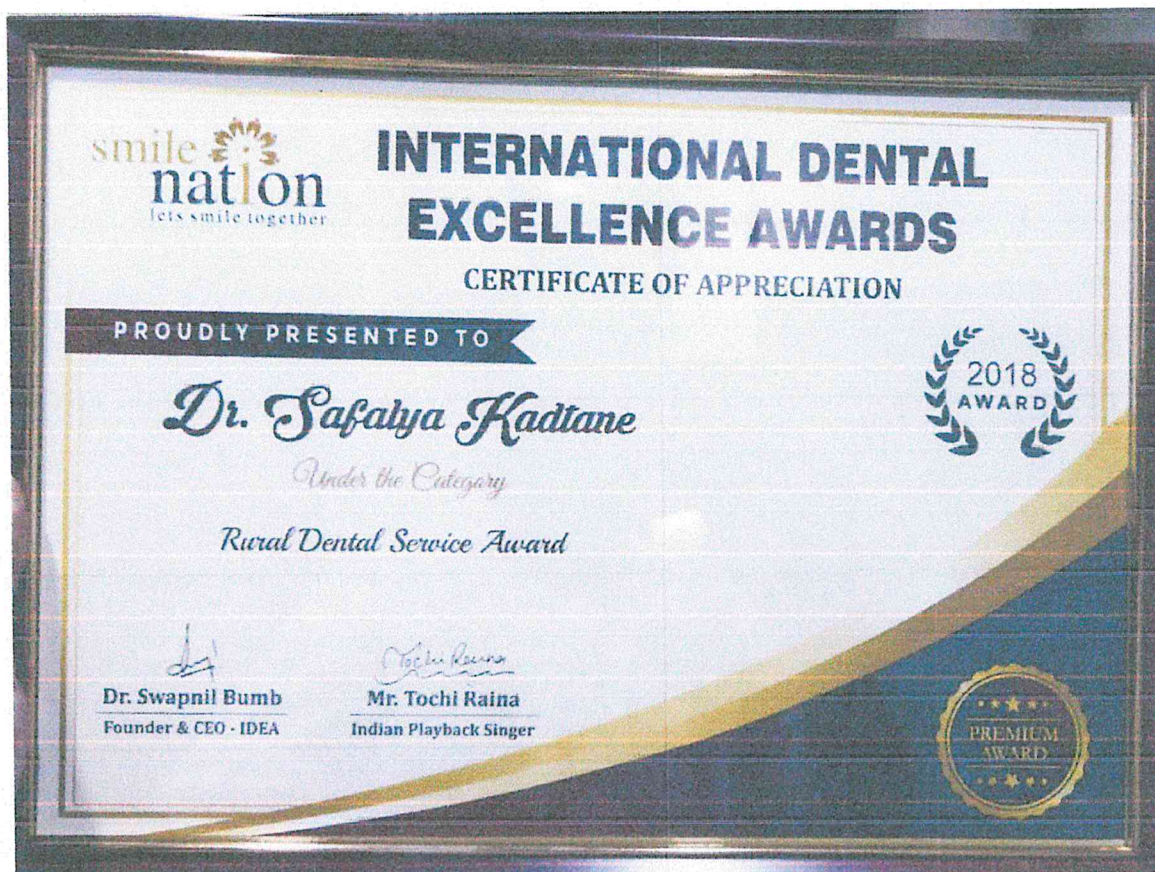 smile
nation
lets smile together
INTERNATIONAL DENTAL
EXCELLENCE AWARDS
CERTIFICATE OF APPRECIATION
PROUDLY PRESENTED TO
Dr. Safalya Kadtane
Under the Category
Rural Dental Service Award
2018
AWARD
Tochi Raina
Dr. Swapnil Bumb
Founder & CEO - IDEA
Mr. Tochi Raina
Indian Playback Singer
PREMIUM
AWARD